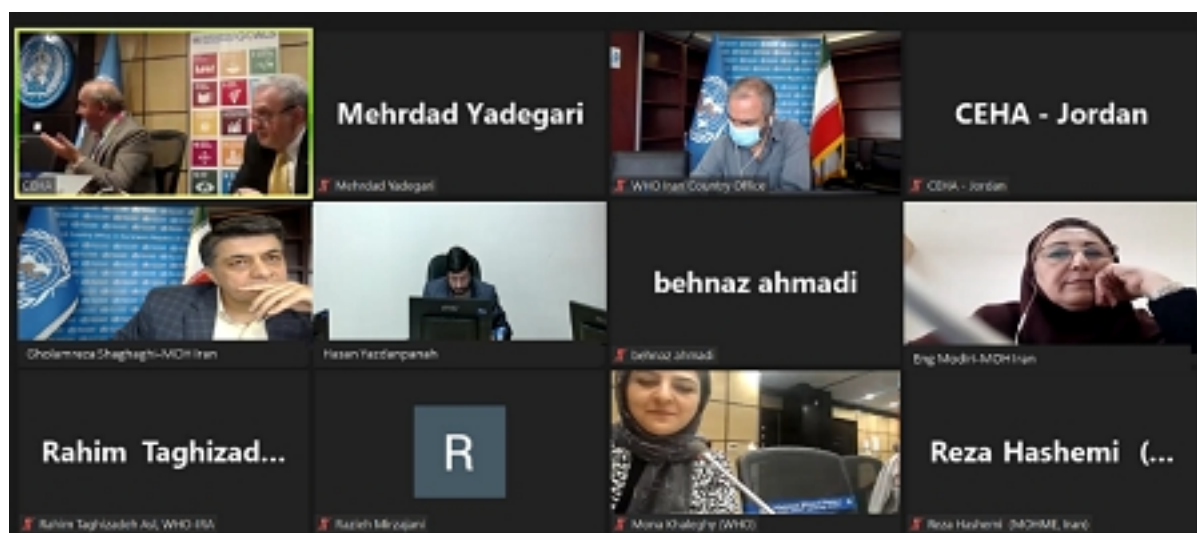 CEHA
Mehrdad Yadegari
Mehrdad Yadegari
WHO Iran Country Office
CEHA - Jordan
CEHA - Jordan
Gholamreza Shaghaghi-MOH Iran
Hasan Yazdanpanah
behnaz ahmadi
behnaz ahmadi
Eng Modiri-MOH Iran
Rahim Taghizad...
Rahim Taghizadeh Asl, WHO-IRA
R
Razieh Mirzajani
Mona Khaleghy (WHO)
Reza Hashemi (...
Reza Hashemi (MOHME, Iran)